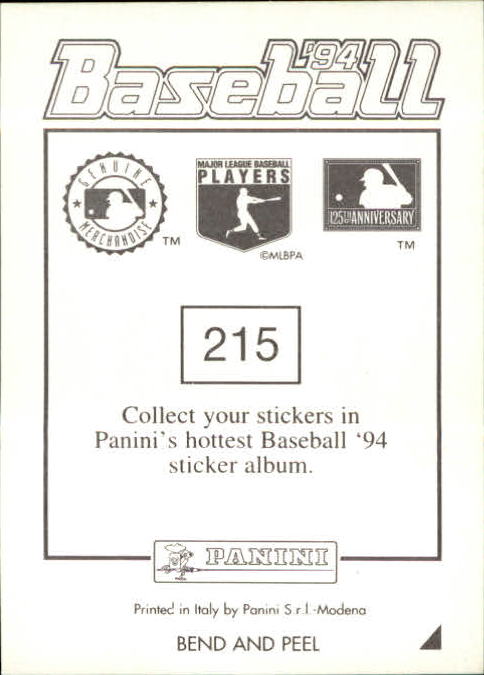 Baseball '94
GENUINE MERCHANDISE
TM
MAJOR LEAGUE BASEBALL
PLAYERS
©MLBPA
125TH ANNIVERSARY
TM
215
Collect your stickers in
Panini's hottest Baseball ‘94
sticker album.
PANINI
Printed in Italy by Panini S.r.l.-Modena
BEND AND PEEL